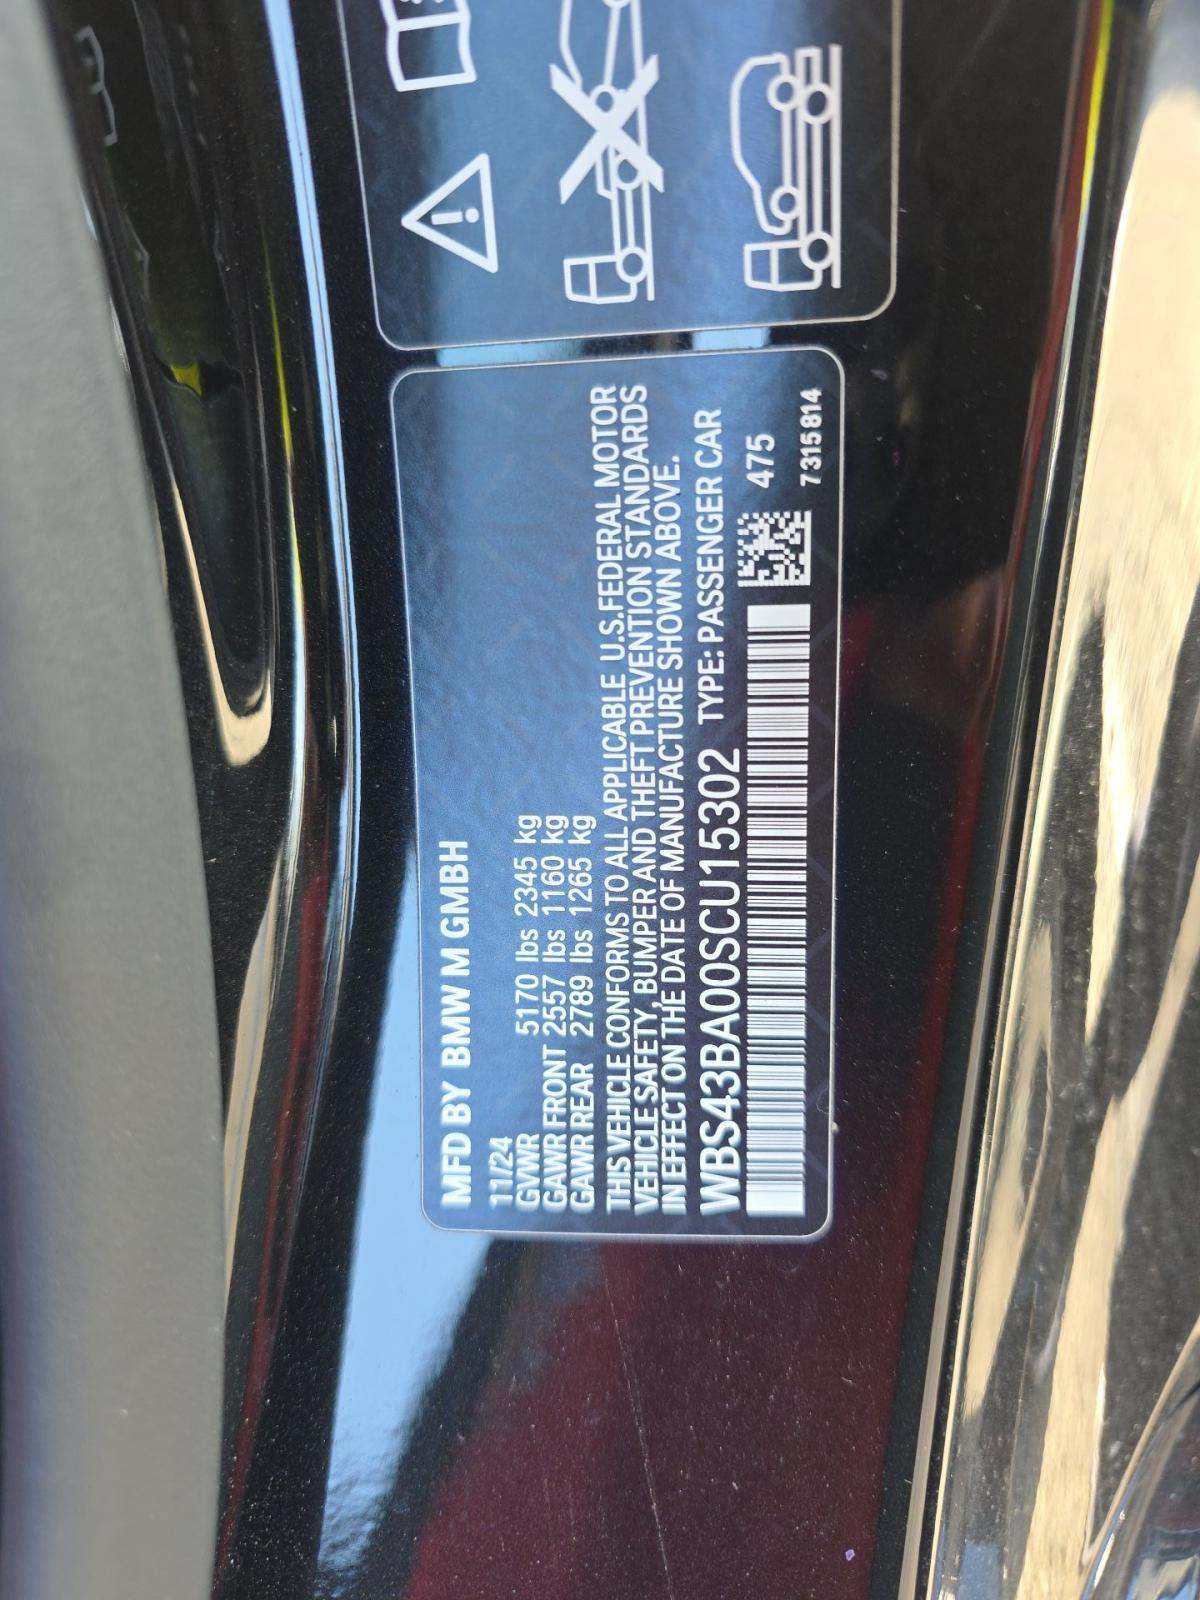 MFD BY BMW M GMBH
11/24
GVWR 5170 lbs 2345 kg
GAWR FRONT 2557 lbs 1160 kg
GAWR REAR 2789 lbs 1265 kg
THIS VEHICLE CONFORMS TO ALL APPLICABLE U.S.FEDERAL MOTOR
VEHICLE SAFETY, BUMPER AND THEFT PREVENTION STANDARDS
IN EFFECT ON THE DATE OF MANUFACTURE SHOWN ABOVE.
WBS43BA00SCU15302 TYPE: PASSENGER CAR
475
7315814